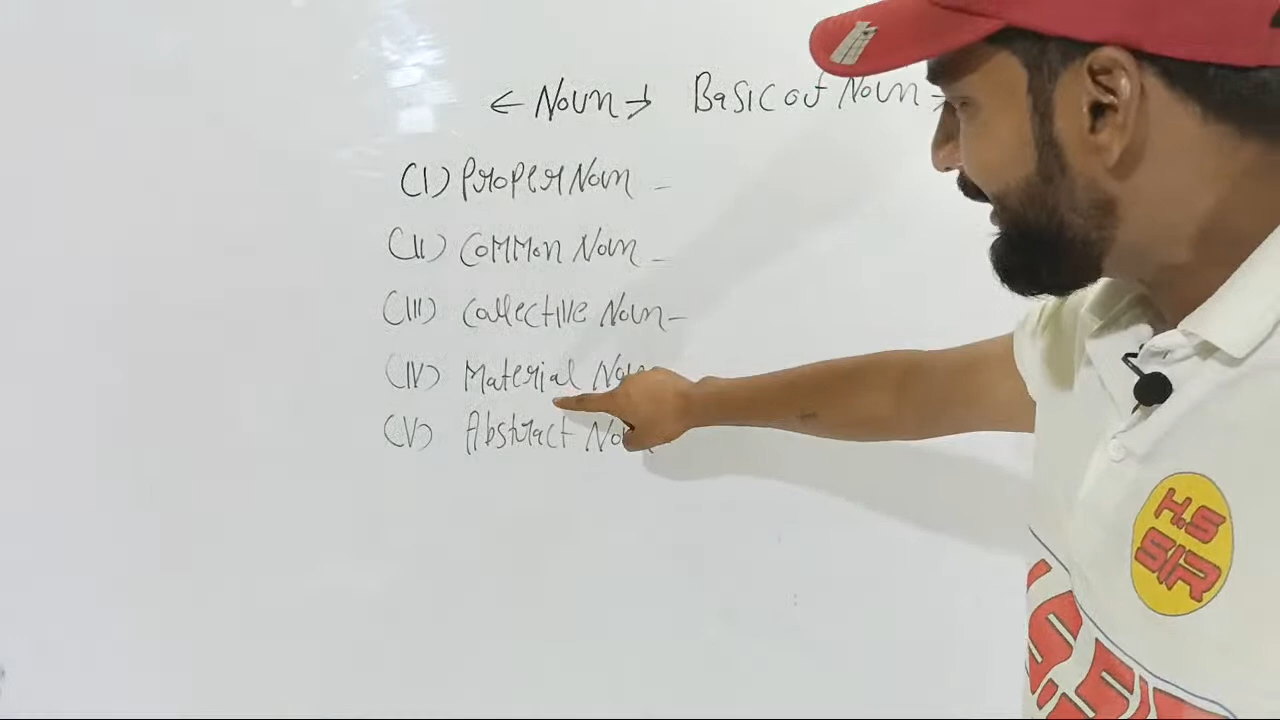 ← Noun → Basic of Noun →
(I) Proper Noun -
(II) Common Noun -
(III) Collective Noun -
(IV) Material Noun
(V) Abstract Noun
H.S
SIR